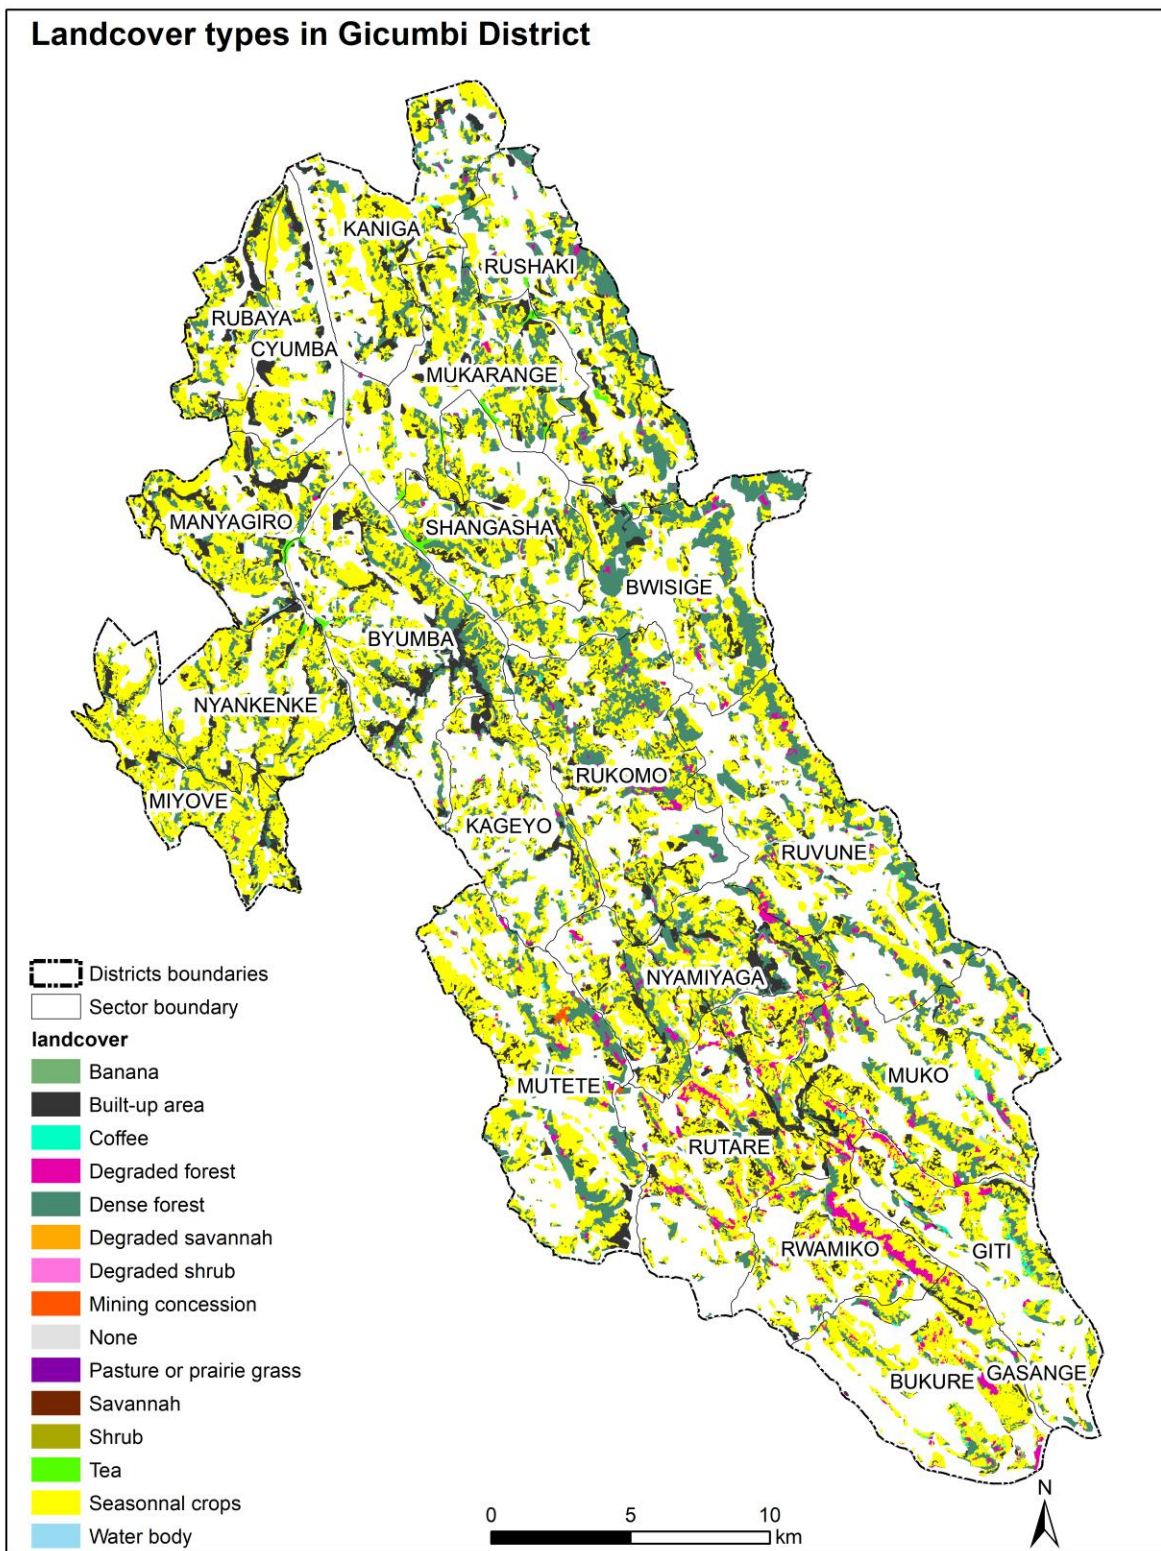 Landcover types in Gicumbi District
KANIGA
RUSHAKI
RUBAYA
CYUMBA
MUKARANGE
MANYAGIRO
SHANGASHA
BWISIGE
BYUMBA
NYANKENKE
RUKOMO
MIYOVE
KAGEYO
RUVUNE
NYAMIYAGA
MUTETE
MUKO
RUTARE
RWAMIKO
GITI
BUKURE
GASANGE
Districts boundaries
Sector boundary
landcover
Banana
Built-up area
Coffee
Degraded forest
Dense forest
Degraded savannah
Degraded shrub
Mining concession
None
Pasture or prairie grass
Savannah
Shrub
Tea
Seasonnal crops
Water body
0 5 10
km
N